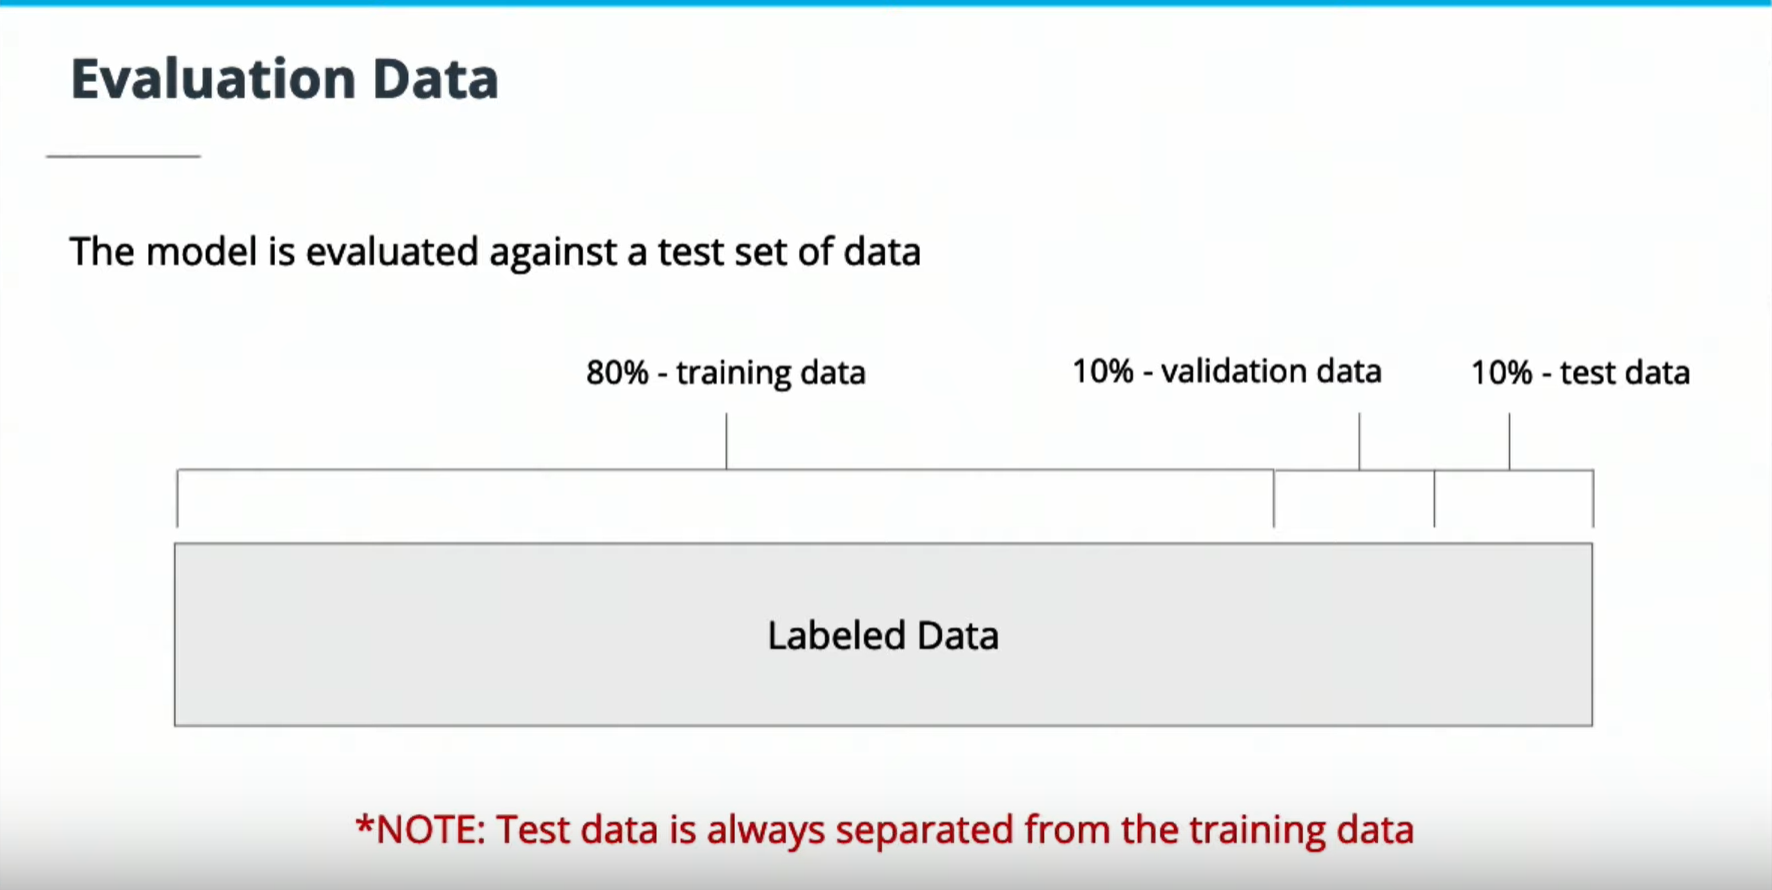 Evaluation Data
The model is evaluated against a test set of data
80% - training data
10% - validation data
10% - test data
Labeled Data
*NOTE: Test data is always separated from the training data